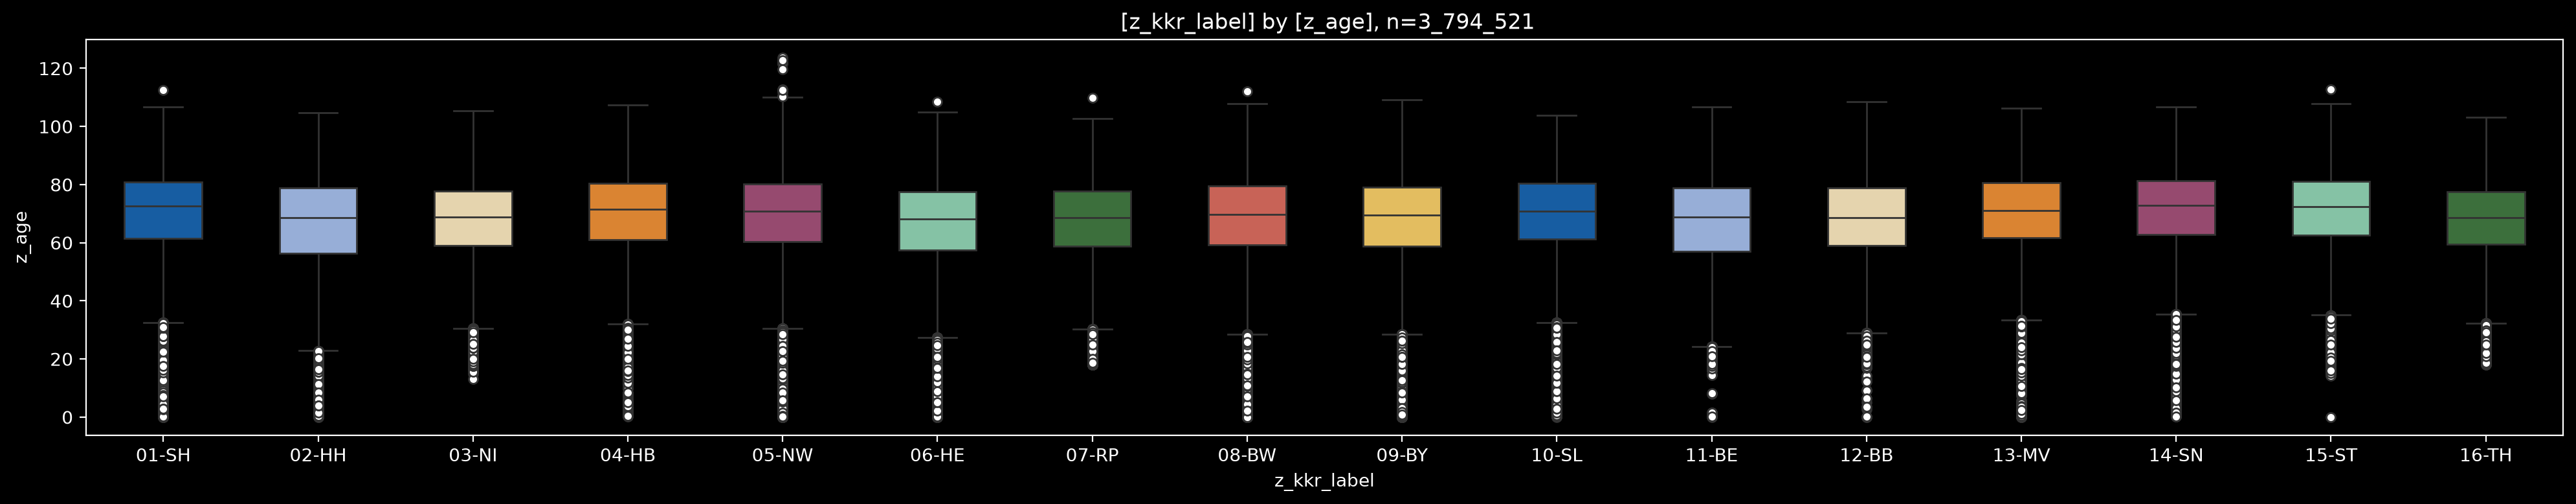 [z_kkr_label] by [z_age], n=3_794_521
120
100
80
60
40
20
0
z_age
01-SH 02-HH 03-NI 04-HB 05-NW 06-HE 07-RP 08-BW 09-BY 10-SL 11-BE 12-BB 13-MV 14-SN 15-ST 16-TH
z_kkr_label